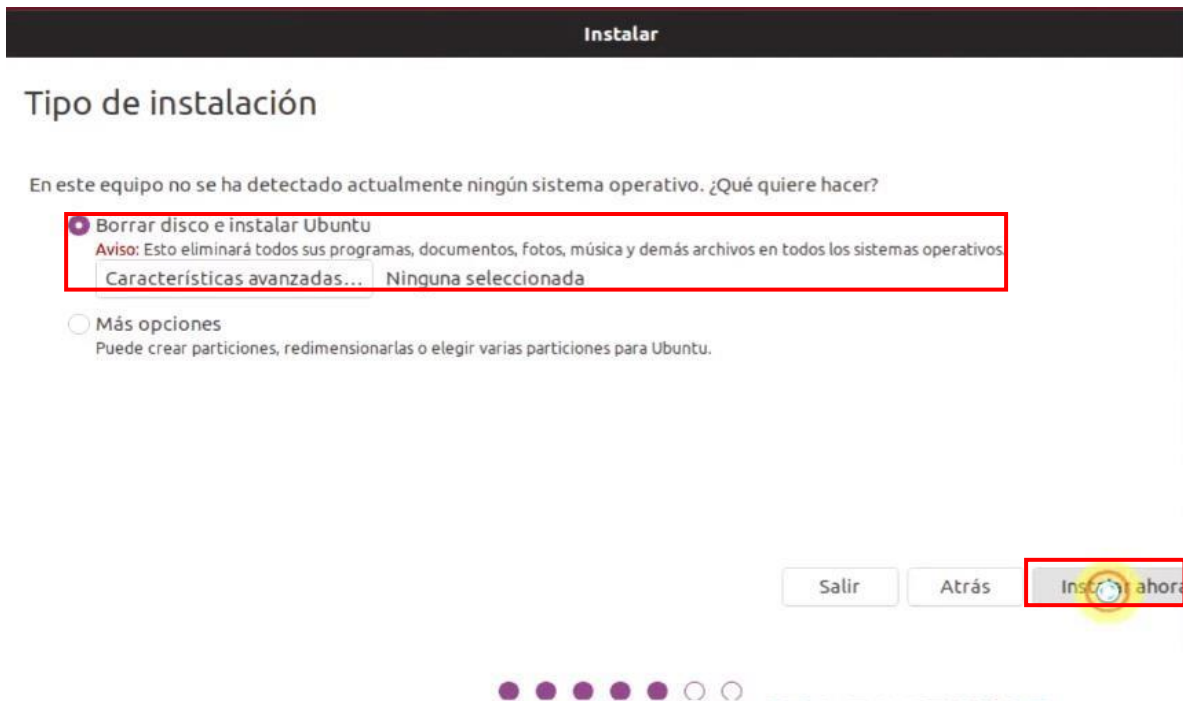 Instalar
Tipo de instalación
En este equipo no se ha detectado actualmente ningún sistema operativo. ¿Qué quiere hacer?
Borrar disco e instalar Ubuntu
Aviso: Esto eliminará todos sus programas, documentos, fotos, música y demás archivos en todos los sistemas operativos.
Características avanzadas... Ninguna seleccionada
Más opciones
Puede crear particiones, redimensionarlas o elegir varias particiones para Ubuntu.
Salir Atrás Instalar ahora